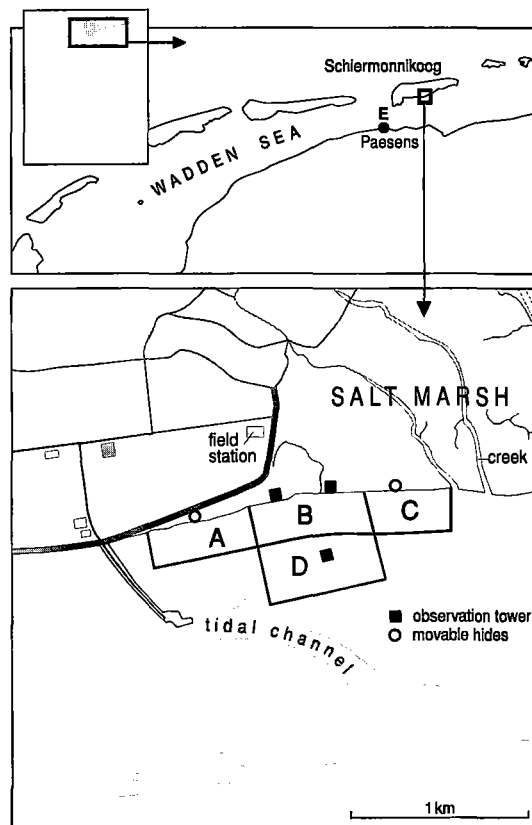 Schiermonnikoog
E
Paesens
WADDEN SEA
SALT MARSH
field
station
creek
A
B
C
D
observation tower
movable hides
tidal channel
1 km